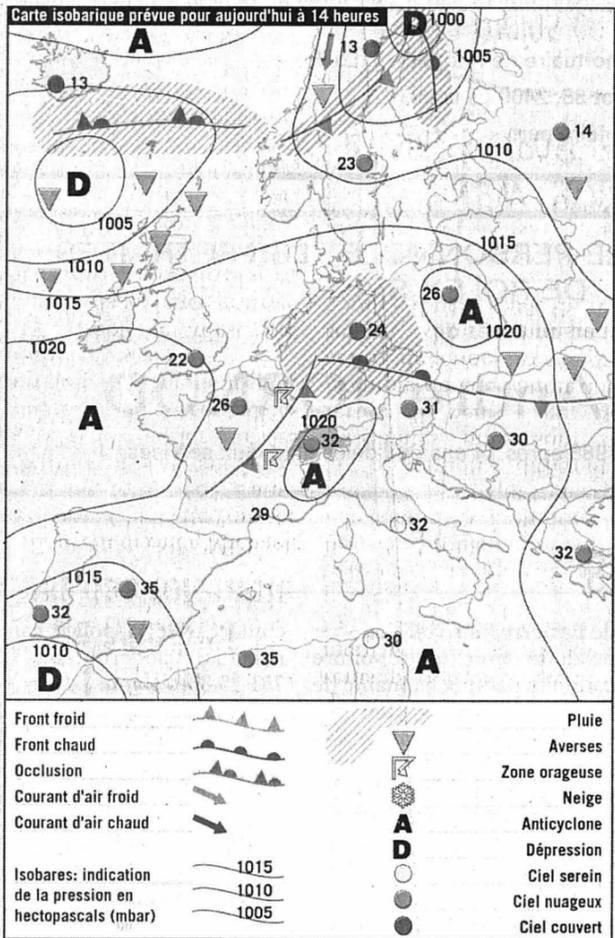 Carte isobarique prévue pour aujourd'hui à 14 heures
A
D
1000
13
1005
13
14
23
1010
D
1005
1015
1010
1015
26
A
24
1020
1020
22
26
31
A
1020
32
30
A
29
32
32
1015
35
32
1010
30
35
A
D
Front froid
Front chaud
Occlusion
Courant d'air froid
Courant d'air chaud
Isobares: indication
de la pression en
hectopascals (mbar)
1015
1010
1005
Pluie
Averses
Zone orageuse
Neige
A Anticyclone
D Dépression
Ciel serein
Ciel nuageux
Ciel couvert